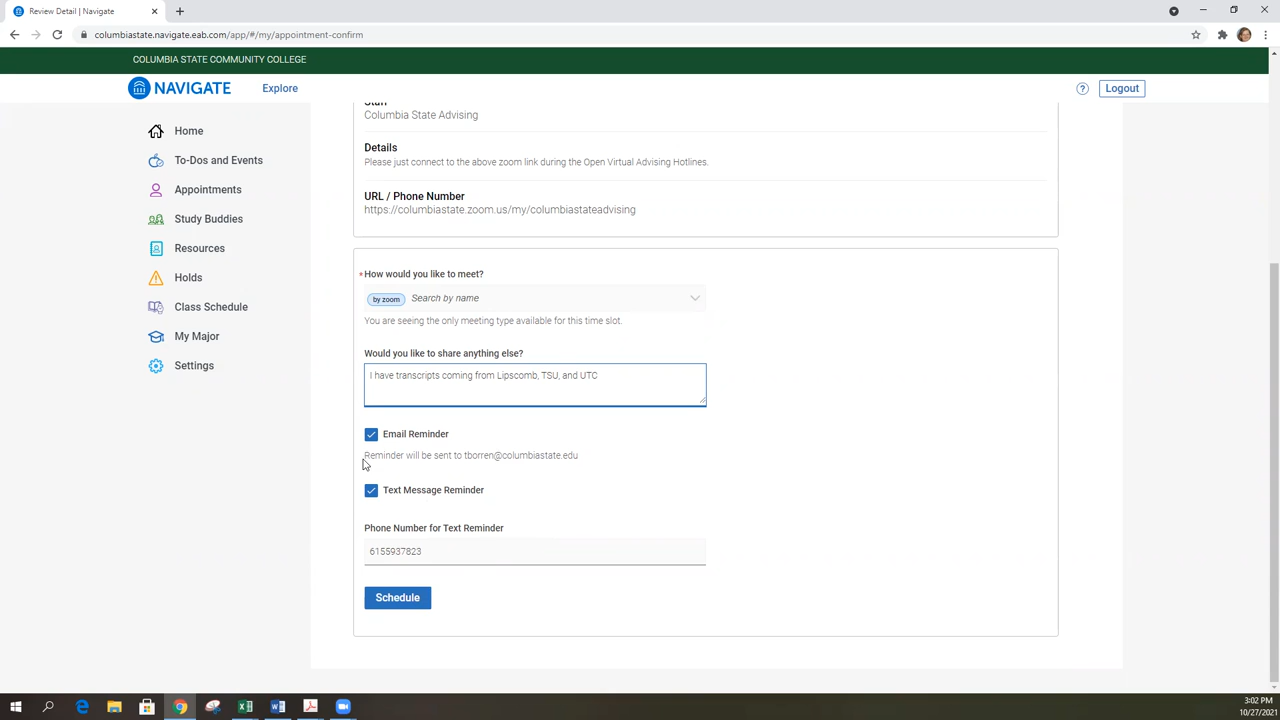 Review Detail | Navigate
columbiastate.navigate.eab.com/app/#/my/appointment-confirm
COLUMBIA STATE COMMUNITY COLLEGE
NAVIGATE
Explore
?
Logout
Home
To-Dos and Events
Appointments
Study Buddies
Resources
Holds
Class Schedule
My Major
Settings
Staff
Columbia State Advising
Details
Please just connect to the above zoom link during the Open Virtual Advising Hotlines.
URL / Phone Number
https://columbiastate.zoom.us/my/columbiastateadvising
* How would you like to meet?
by zoom Search by name
You are seeing the only meeting type available for this time slot.
Would you like to share anything else?
I have transcripts coming from Lipscomb, TSU, and UTC
Email Reminder
Reminder will be sent to tborren@columbiastate.edu
Text Message Reminder
Phone Number for Text Reminder
6155937823
Schedule
3:02 PM
10/27/2021